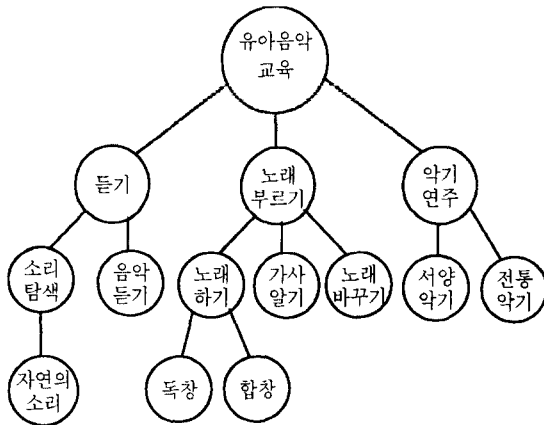 유아음악
교육
듣기
노래
부르기
악기
연주
소리
탐색
음악
듣기
노래
하기
가사
알기
노래
바꾸기
서양
악기
전통
악기
자연의
소리
독창
합창